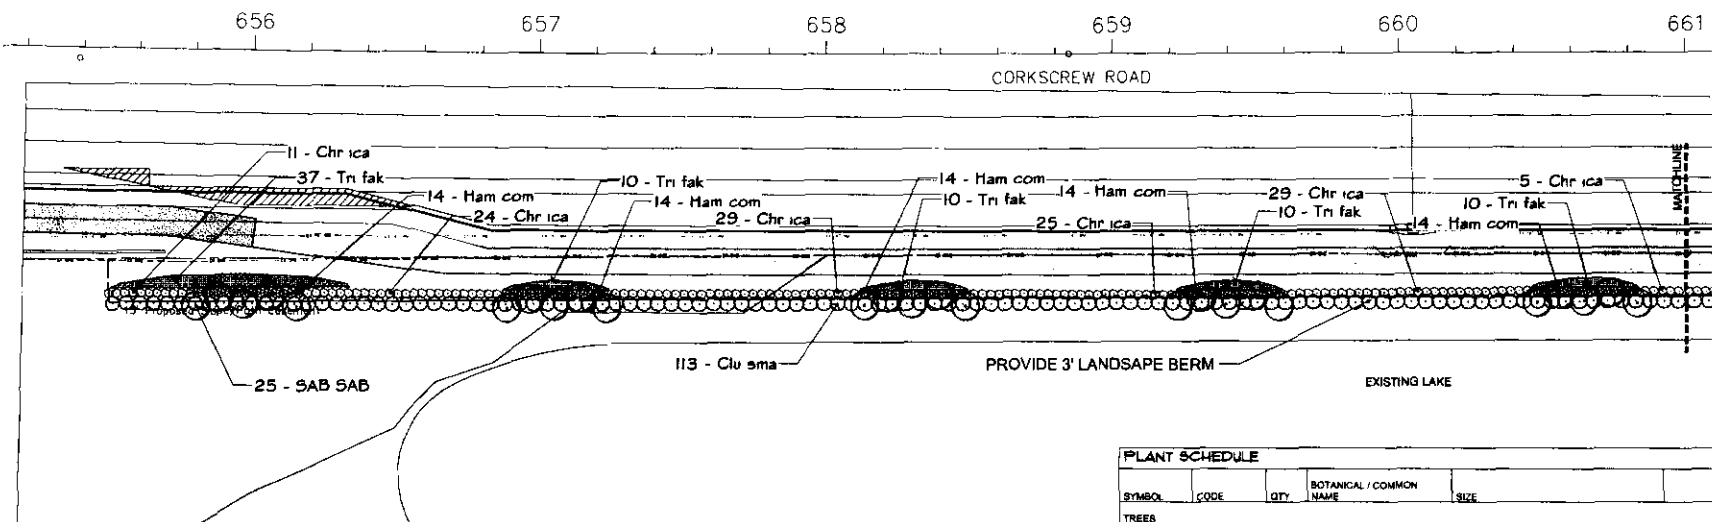 656 657 658 659 660 661
CORKSCREW ROAD
MATCHLINE
11 - Chr ica
37 - Tri fak
14 - Ham com
24 - Chr ica
10 - Tri fak
14 - Ham com
29 - Chr ica
14 - Ham com
10 - Tri fak
14 - Ham com
25 - Chr ica
29 - Chr ica
10 - Tri fak
5 - Chr ica
10 - Tri fak
14 - Ham com
25 - SAB SAB
113 - Clu sma
PROVIDE 3' LANDSAPE BERM
EXISTING LAKE
PLANT SCHEDULE
SYMBOL CODE QTY BOTANICAL / COMMON NAME SIZE
TREES